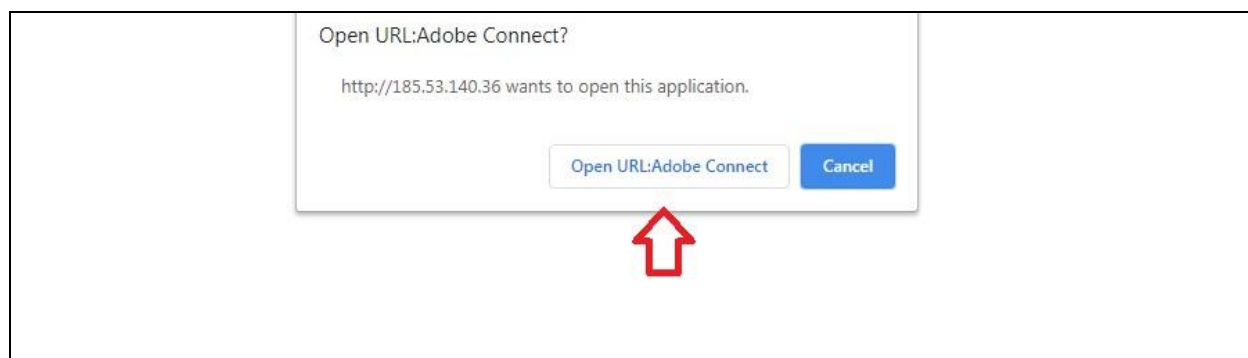 Open URL:Adobe Connect?
http://185.53.140.36 wants to open this application.
Open URL:Adobe Connect
Cancel